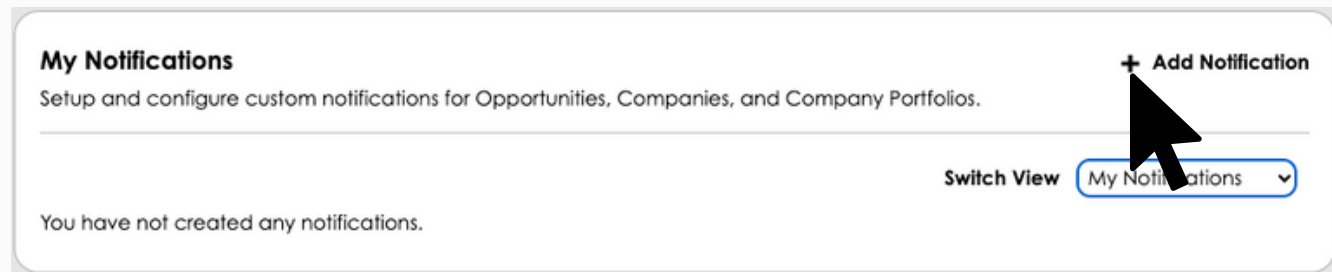 My Notifications
+ Add Notification
Setup and configure custom notifications for Opportunities, Companies, and Company Portfolios.
Switch View My Notifications
You have not created any notifications.